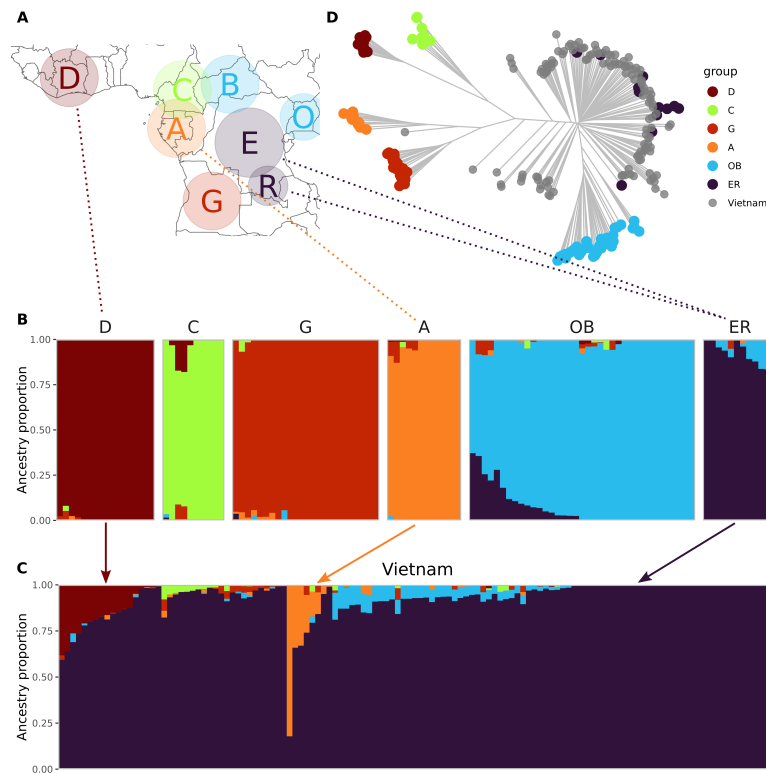 A
D
C
B
O
A
E
R
G
D
group
D
C
G
A
OB
ER
Vietnam
B
D
C
G
A
OB
ER
Ancestry proportion
1.00
0.75
0.50
0.25
0.00
C
Vietnam
Ancestry proportion
1.00
0.75
0.50
0.25
0.00